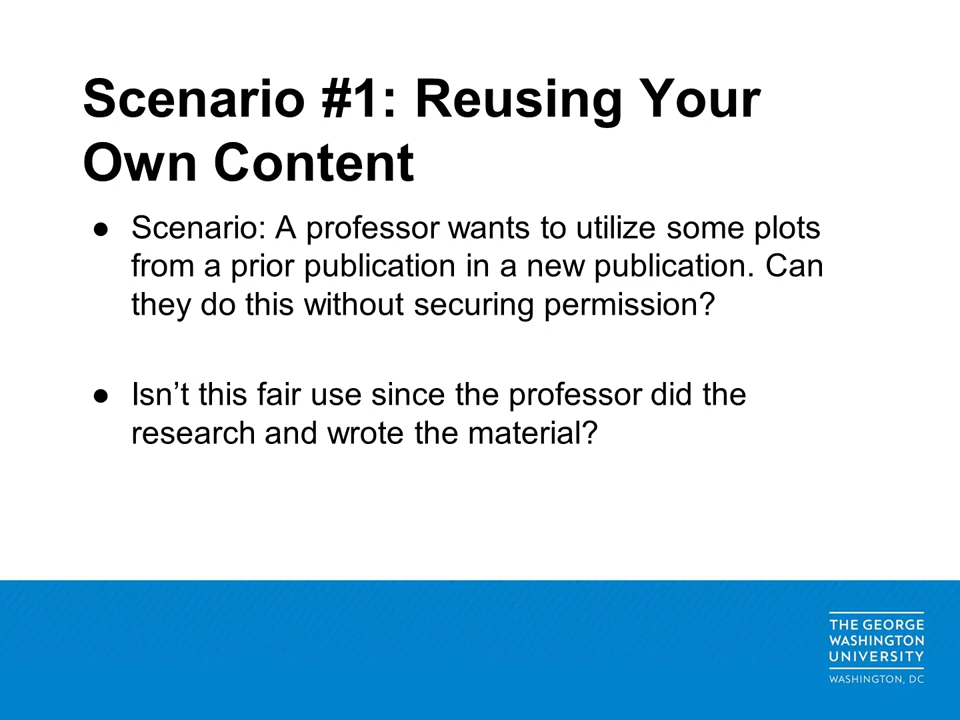 Scenario #1: Reusing Your
Own Content
● Scenario: A professor wants to utilize some plots
from a prior publication in a new publication. Can
they do this without securing permission?
● Isn’t this fair use since the professor did the
research and wrote the material?
THE GEORGE
WASHINGTON
UNIVERSITY
WASHINGTON, DC